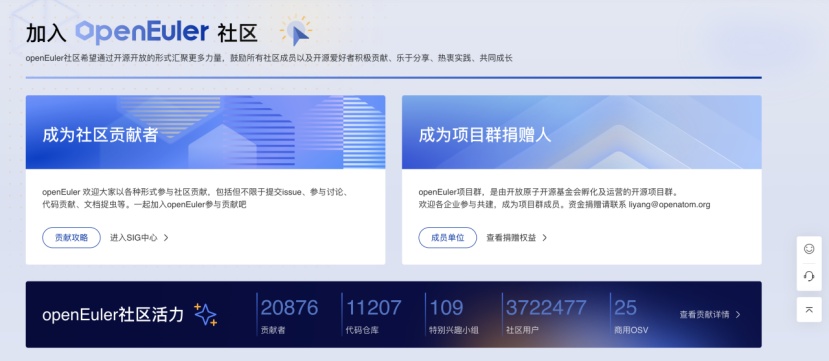 加入 OpenEuler 社区
openEuler社区希望通过开源开放的形式汇聚更多力量，鼓励所有社区成员以及开源爱好者积极贡献、乐于分享、热衷实践、共同成长
成为社区贡献者
openEuler 欢迎大家以各种形式参与社区贡献，包括但不限于提交issue、参与讨论、
代码贡献、文档捉虫等。一起加入openEuler参与贡献吧
贡献攻略 进入SIG中心
成为项目群捐赠人
openEuler项目群，是由开放原子开源基金会孵化及运营的开源项目群。
欢迎各企业参与共建，成为项目群成员。资金捐赠请联系 liyang@openatom.org
成员单位 查看捐赠权益
openEuler社区活力
20876
贡献者
11207
代码仓库
109
特别兴趣小组
3722477
社区用户
25
商用OSV
查看贡献详情